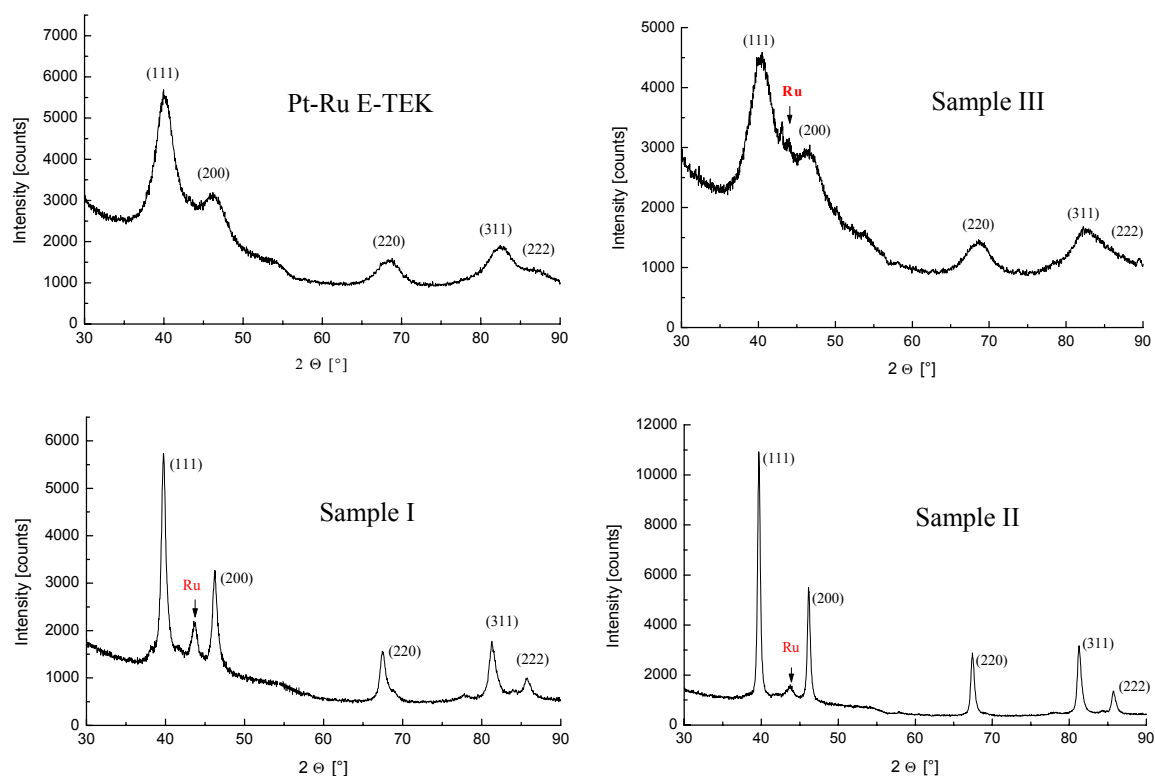 Intensity [counts]
7000
6000
5000
4000
3000
2000
1000
0
(111)
(200)
Pt-Ru E-TEK
(220)
(311)
(222)
30 40 50 60 70 80 90
2 Θ [°]
Intensity [counts]
5000
4000
3000
2000
1000
0
(111)
Ru
(200)
Sample III
(220)
(311)
(222)
30 40 50 60 70 80 90
2 Θ [°]
Intensity [counts]
6000
5000
4000
3000
2000
1000
0
(111)
Sample I
Ru
(200)
(220)
(311)
(222)
30 40 50 60 70 80 90
2 Θ [°]
Intensity [counts]
12000
10000
8000
6000
4000
2000
0
(111)
Sample II
Ru
(200)
(220)
(311)
(222)
30 40 50 60 70 80 90
2 Θ [°]